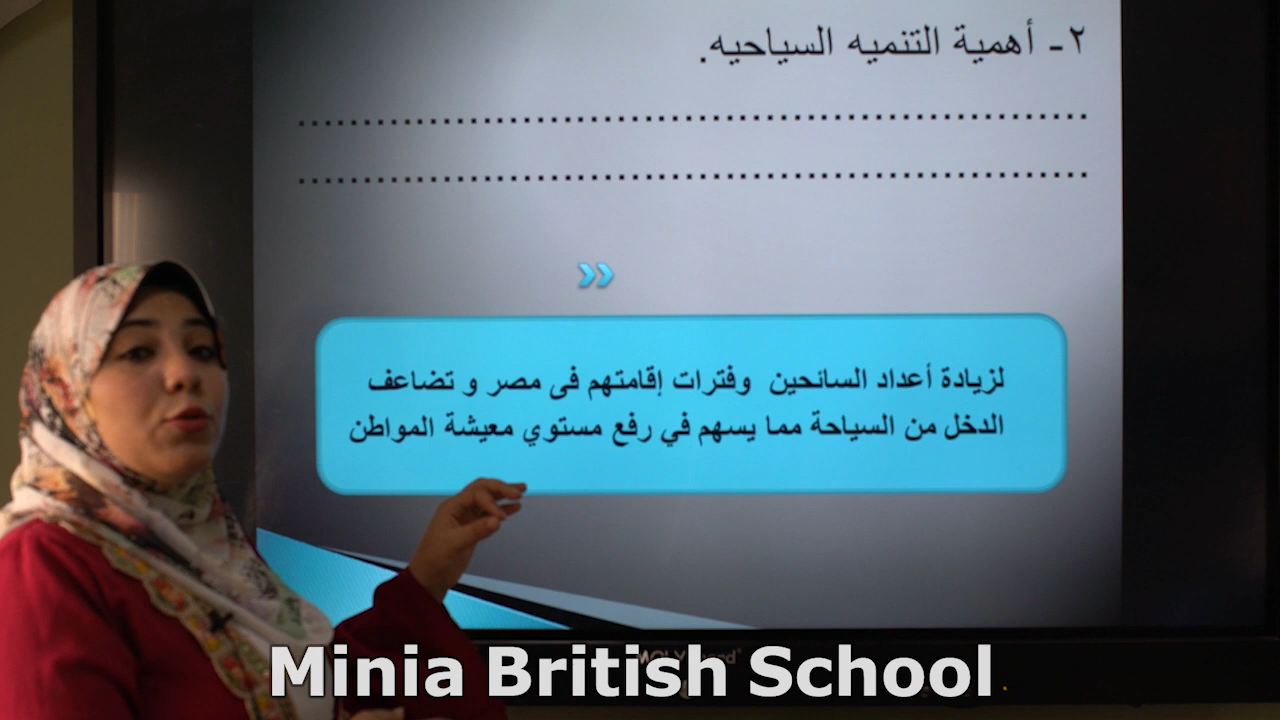 ٢- أهمية التنميه السياحيه.
................................................................
................................................................
لزيادة أعداد السائحين وفترات إقامتهم فى مصر و تضاعف
الدخل من السياحة مما يسهم في رفع مستوي معيشة المواطن
Minia British School